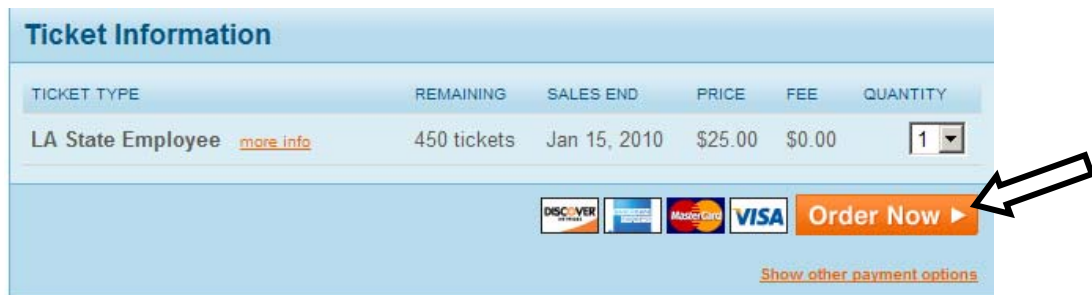 Ticket Information
TICKET TYPE REMAINING SALES END PRICE FEE QUANTITY
LA State Employee more info 450 tickets Jan 15, 2010 $25.00 $0.00 1
DISCOVER MasterCard VISA Order Now
Show other payment options